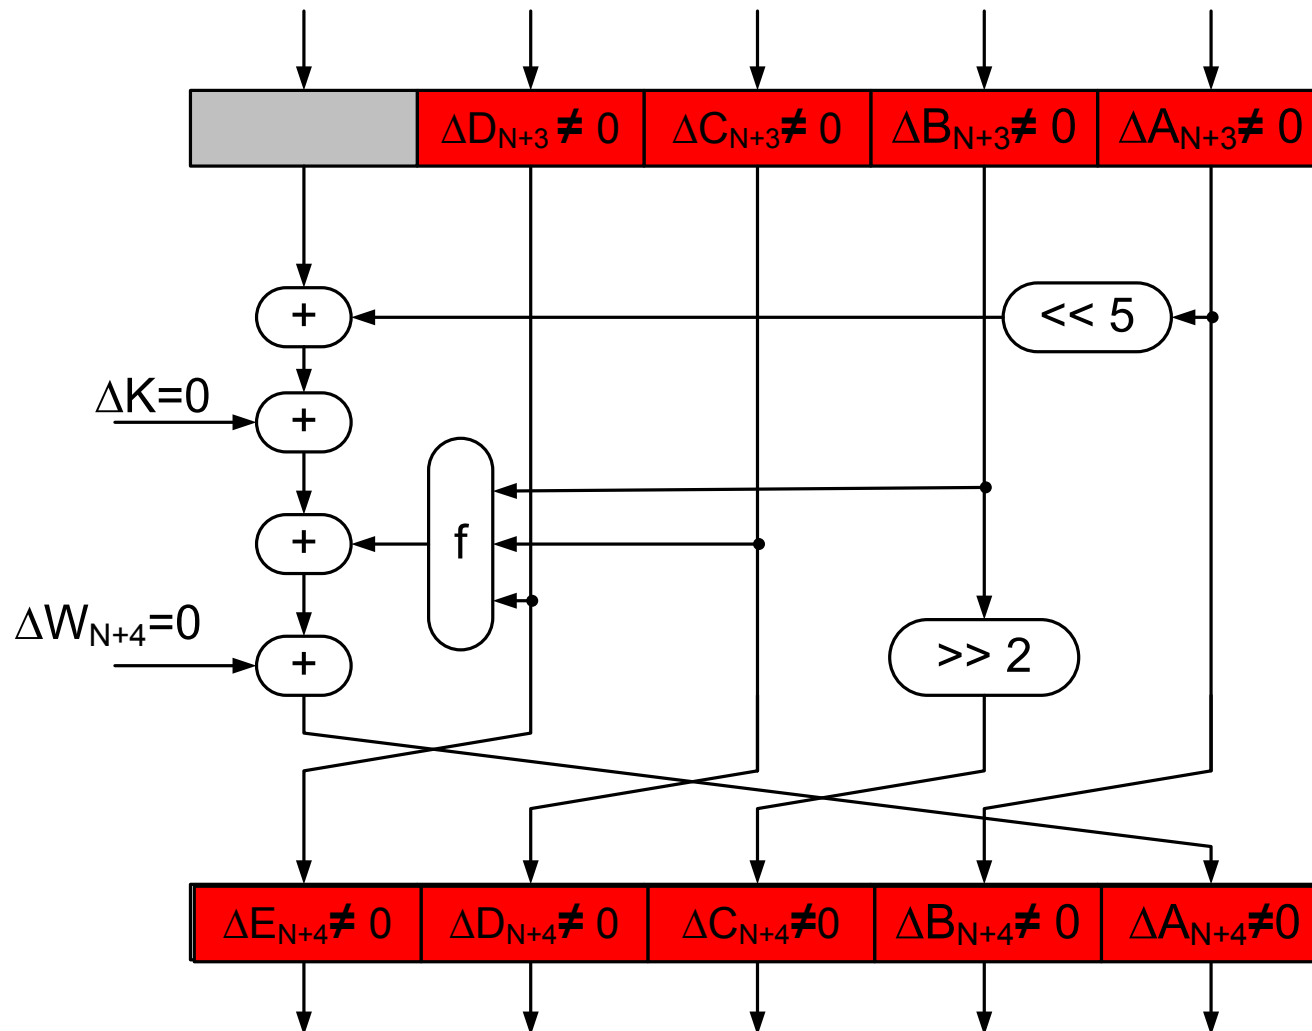 ΔD_N+3 ≠ 0 ΔC_N+3 ≠ 0 ΔB_N+3 ≠ 0 ΔA_N+3 ≠ 0
+ << 5
ΔK=0
+
+ f
ΔW_N+4=0
+ >> 2
ΔE_N+4 ≠ 0 ΔD_N+4 ≠ 0 ΔC_N+4 ≠0 ΔB_N+4 ≠ 0 ΔA_N+4 ≠0